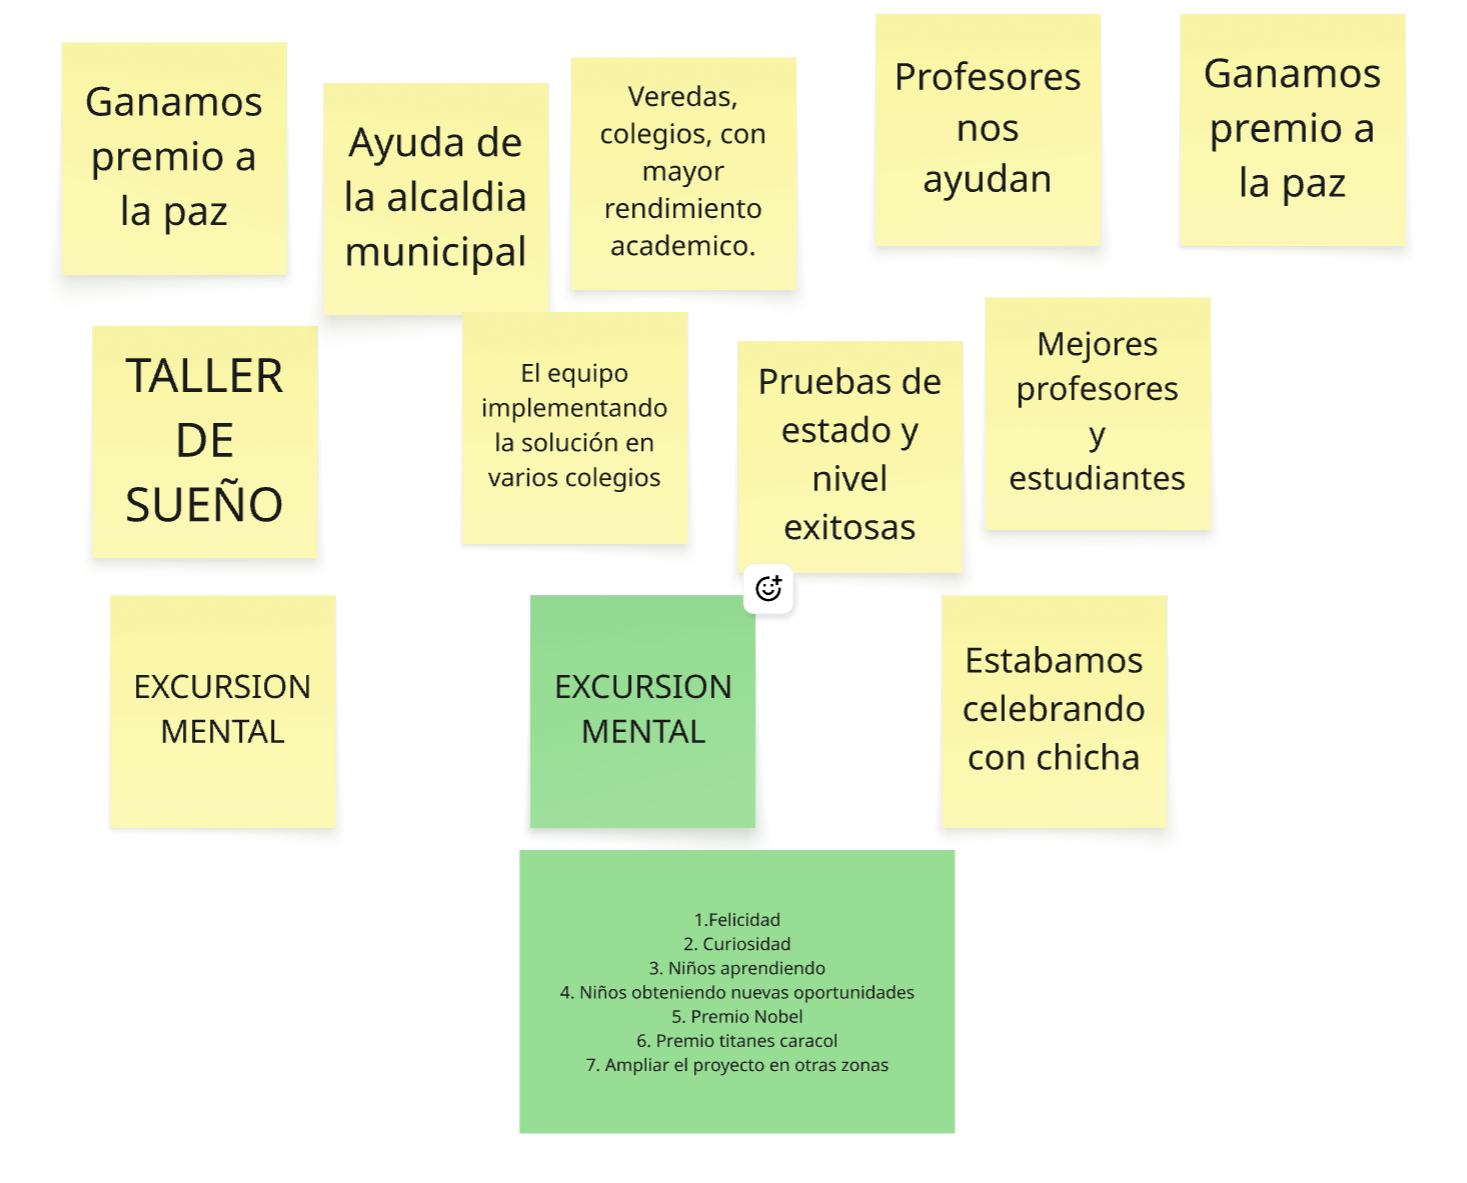 Ganamos
premio a
la paz
Ayuda de
la alcaldia
municipal
Veredas,
colegios, con
mayor
rendimiento
academico.
Profesores
nos
ayudan
Ganamos
premio a
la paz
TALLER
DE
SUEÑO
El equipo
implementando
la solución en
varios colegios
Pruebas de
estado y
nivel
exitosas
Mejores
profesores
y
estudiantes
EXCURSION
MENTAL
EXCURSION
MENTAL
Estabamos
celebrando
con chicha
1.Felicidad
2. Curiosidad
3. Niños aprendiendo
4. Niños obteniendo nuevas oportunidades
5. Premio Nobel
6. Premio titanes caracol
7. Ampliar el proyecto en otras zonas